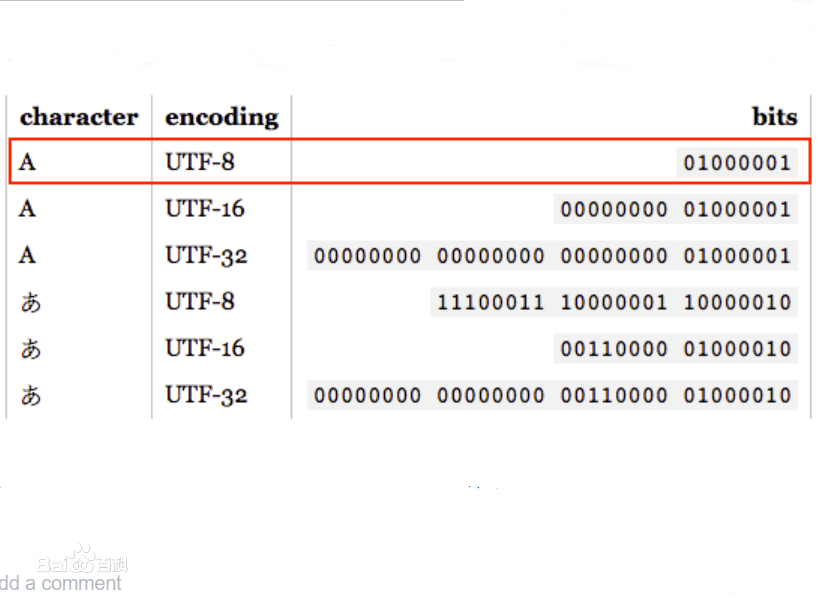 character encoding bits
A UTF-8 01000001
A UTF-16 00000000 01000001
A UTF-32 00000000 00000000 00000000 01000001
あ UTF-8 11100011 10000001 10000010
あ UTF-16 00110000 01000010
あ UTF-32 00000000 00000000 00110000 01000010
Bai百科
dd a comment